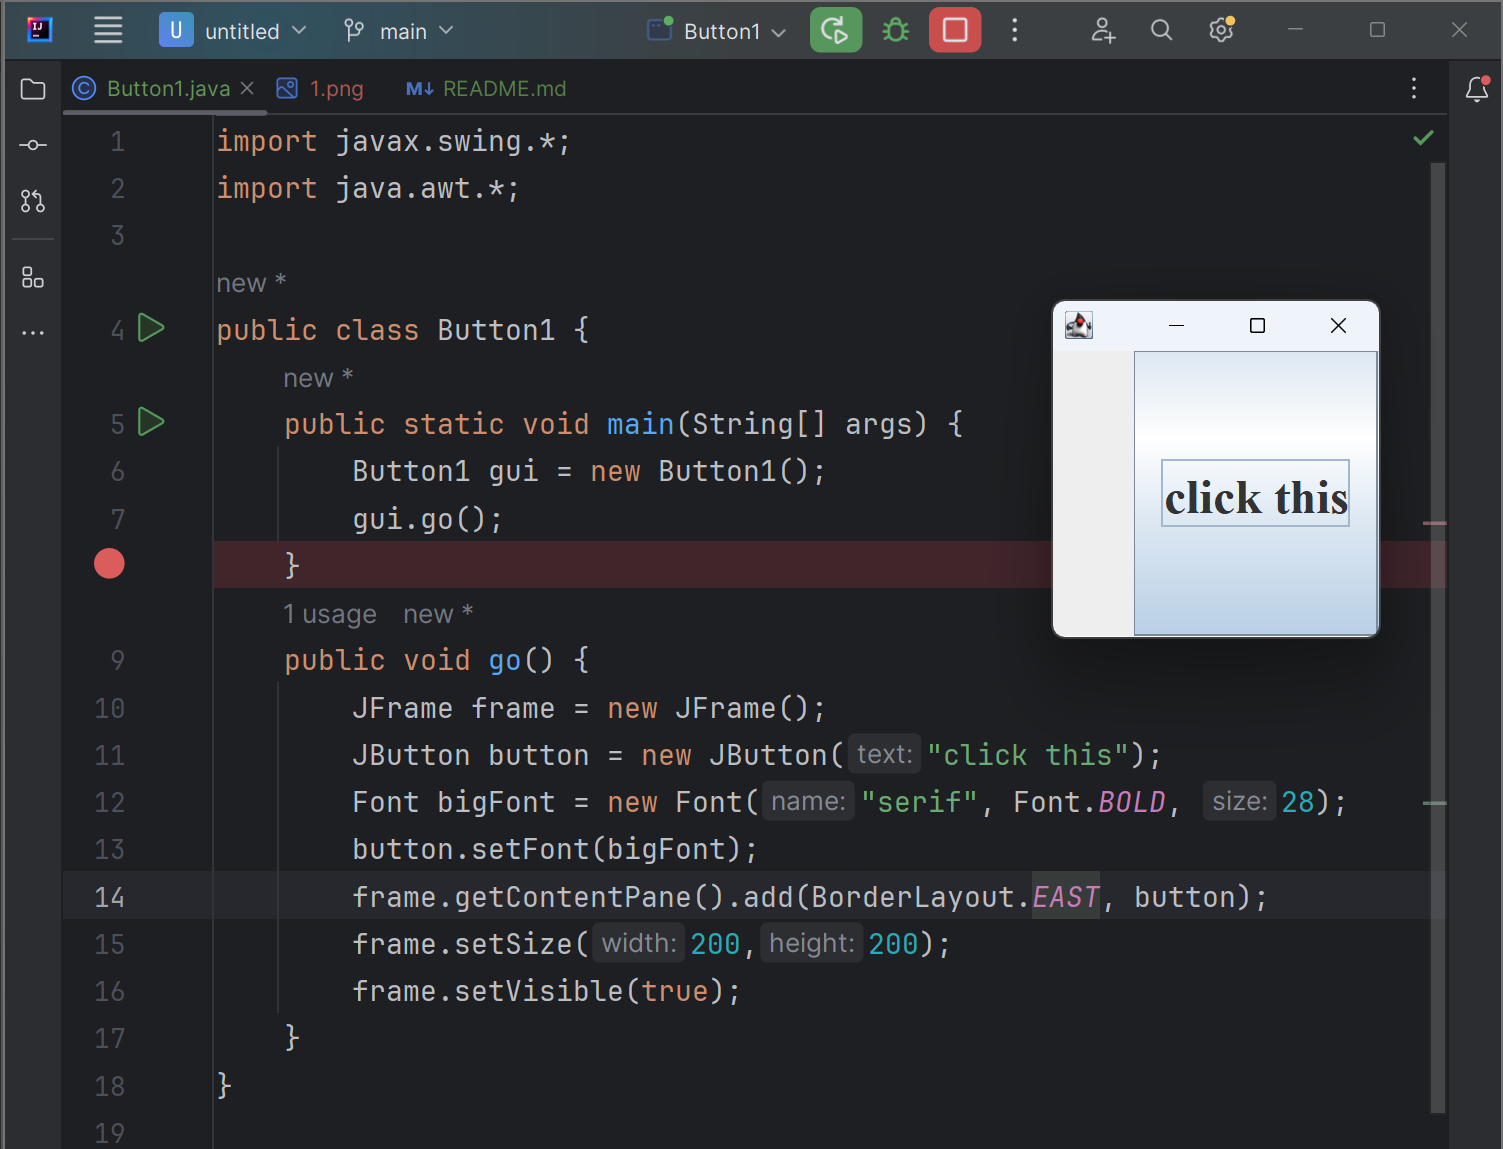 U untitled main Button1
Button1.java 1.png M↓ README.md
1 import javax.swing.*;
2 import java.awt.*;
3
new *
4 public class Button1 {
new *
5 public static void main(String[] args) {
6 Button1 gui = new Button1();
7 gui.go();
}
1 usage new *
9 public void go() {
10 JFrame frame = new JFrame();
11 JButton button = new JButton( text: "click this");
12 Font bigFont = new Font( name: "serif", Font.BOLD, size: 28);
13 button.setFont(bigFont);
14 frame.getContentPane().add(BorderLayout.EAST, button);
15 frame.setSize( width: 200, height: 200);
16 frame.setVisible(true);
17 }
18 }
19
click this